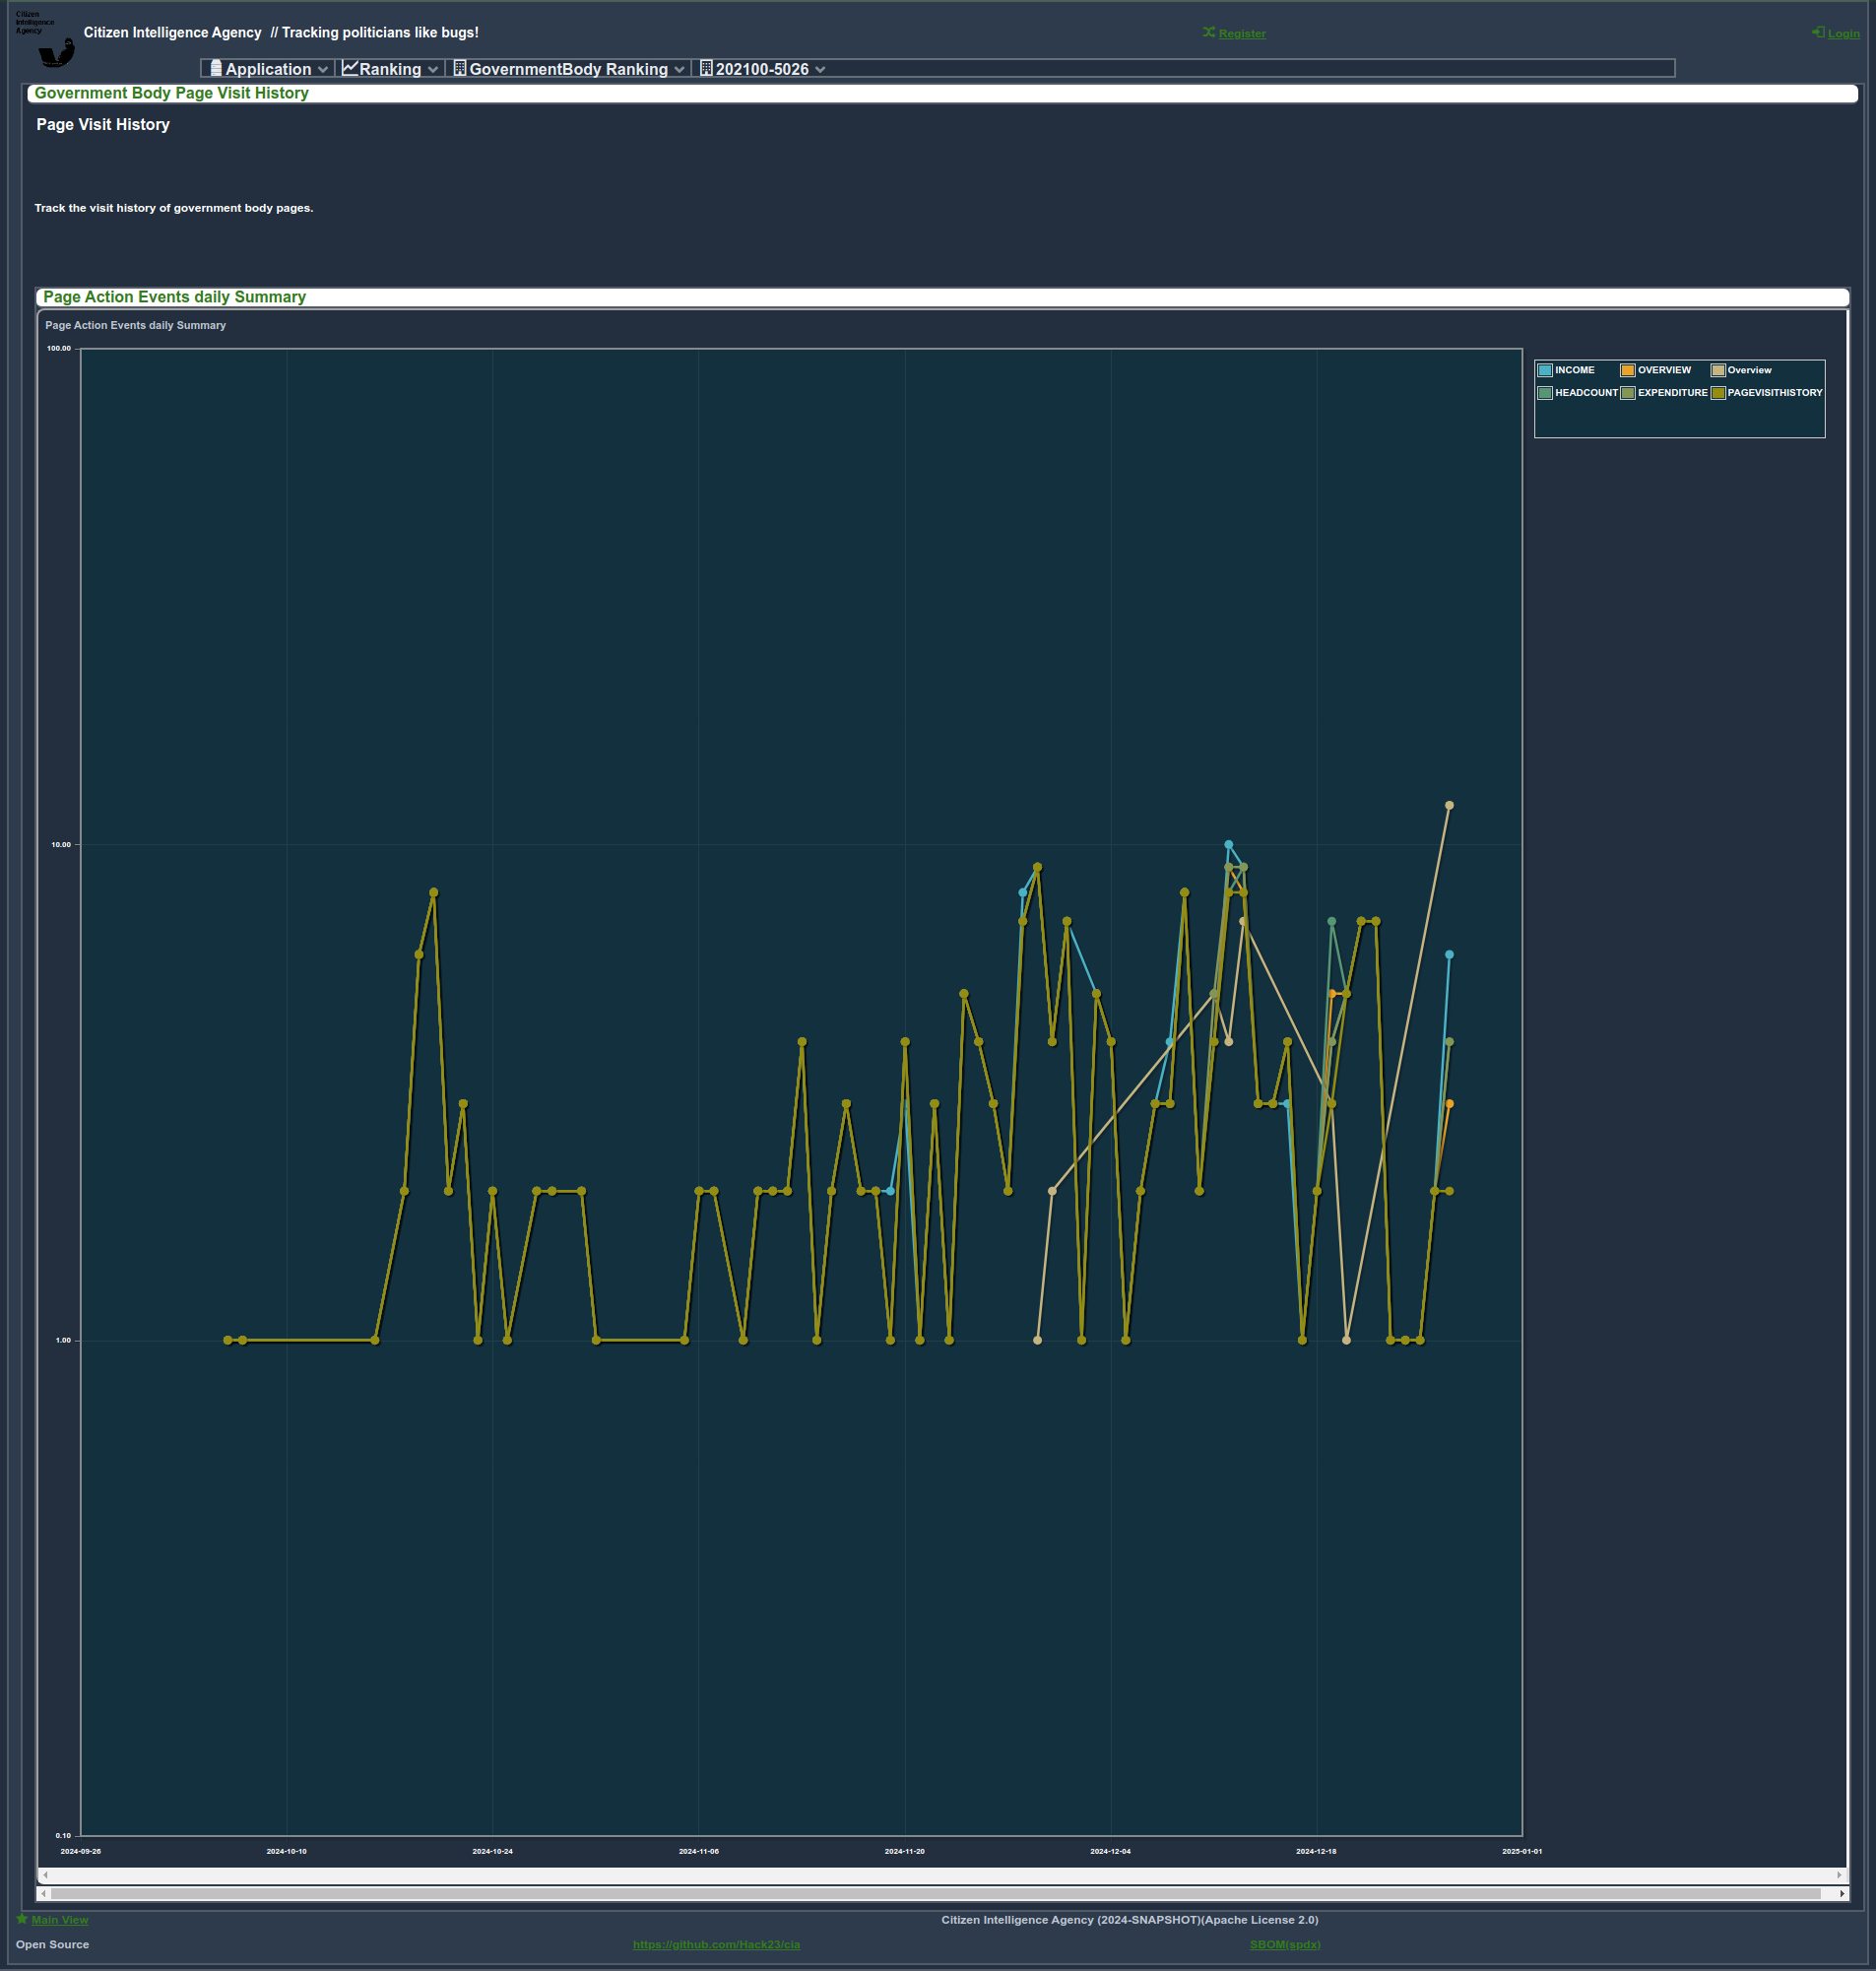 Citizen
Intelligence
Agency
Citizen Intelligence Agency // Tracking politicians like bugs!
Register
Login
Application
Ranking
GovernmentBody Ranking
202100-5026
Government Body Page Visit History
Page Visit History
Track the visit history of government body pages.
Page Action Events daily Summary
Page Action Events daily Summary
100.00
10.00
1.00
0.10
INCOME OVERVIEW Overview
HEADCOUNT EXPENDITURE PAGEVISITHISTORY
2024-09-26 2024-10-10 2024-10-24 2024-11-06 2024-11-20 2024-12-04 2024-12-18 2025-01-01
Main View
Citizen Intelligence Agency (2024-SNAPSHOT)(Apache License 2.0)
Open Source
https://github.com/Hack23/cia
SBOM(spdx)